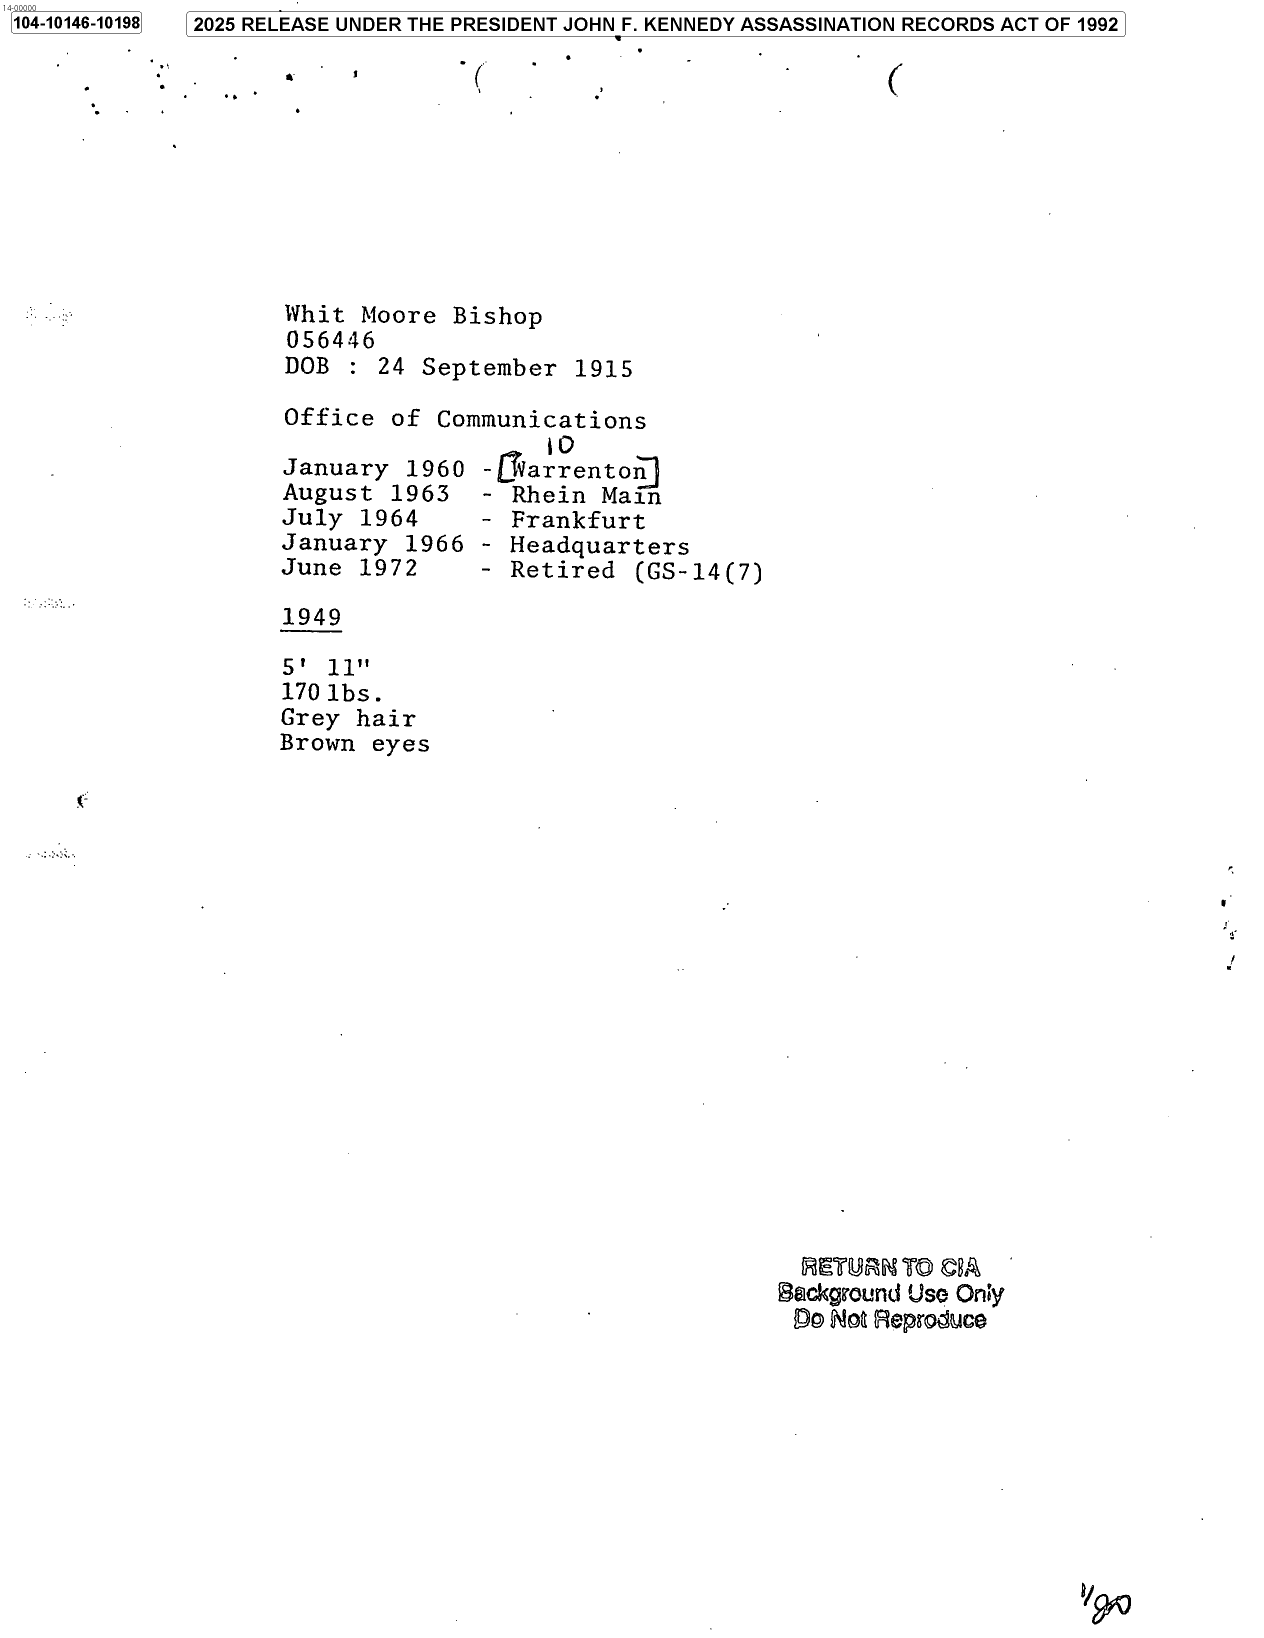 14-00000
104-10146-10198
2025 RELEASE UNDER THE PRESIDENT JOHN F. KENNEDY ASSASSINATION RECORDS ACT OF 1992
Whit Moore Bishop
056446
DOB : 24 September 1915
Office of Communications
10
January 1960 - [Warrenton]
August 1963 - Rhein Main
July 1964 - Frankfurt
January 1966 - Headquarters
June 1972 - Retired (GS-14(7)
1949
5' 11"
170 lbs.
Grey hair
Brown eyes
RETURN TO CIA
Background Use Only
Do Not Reproduce